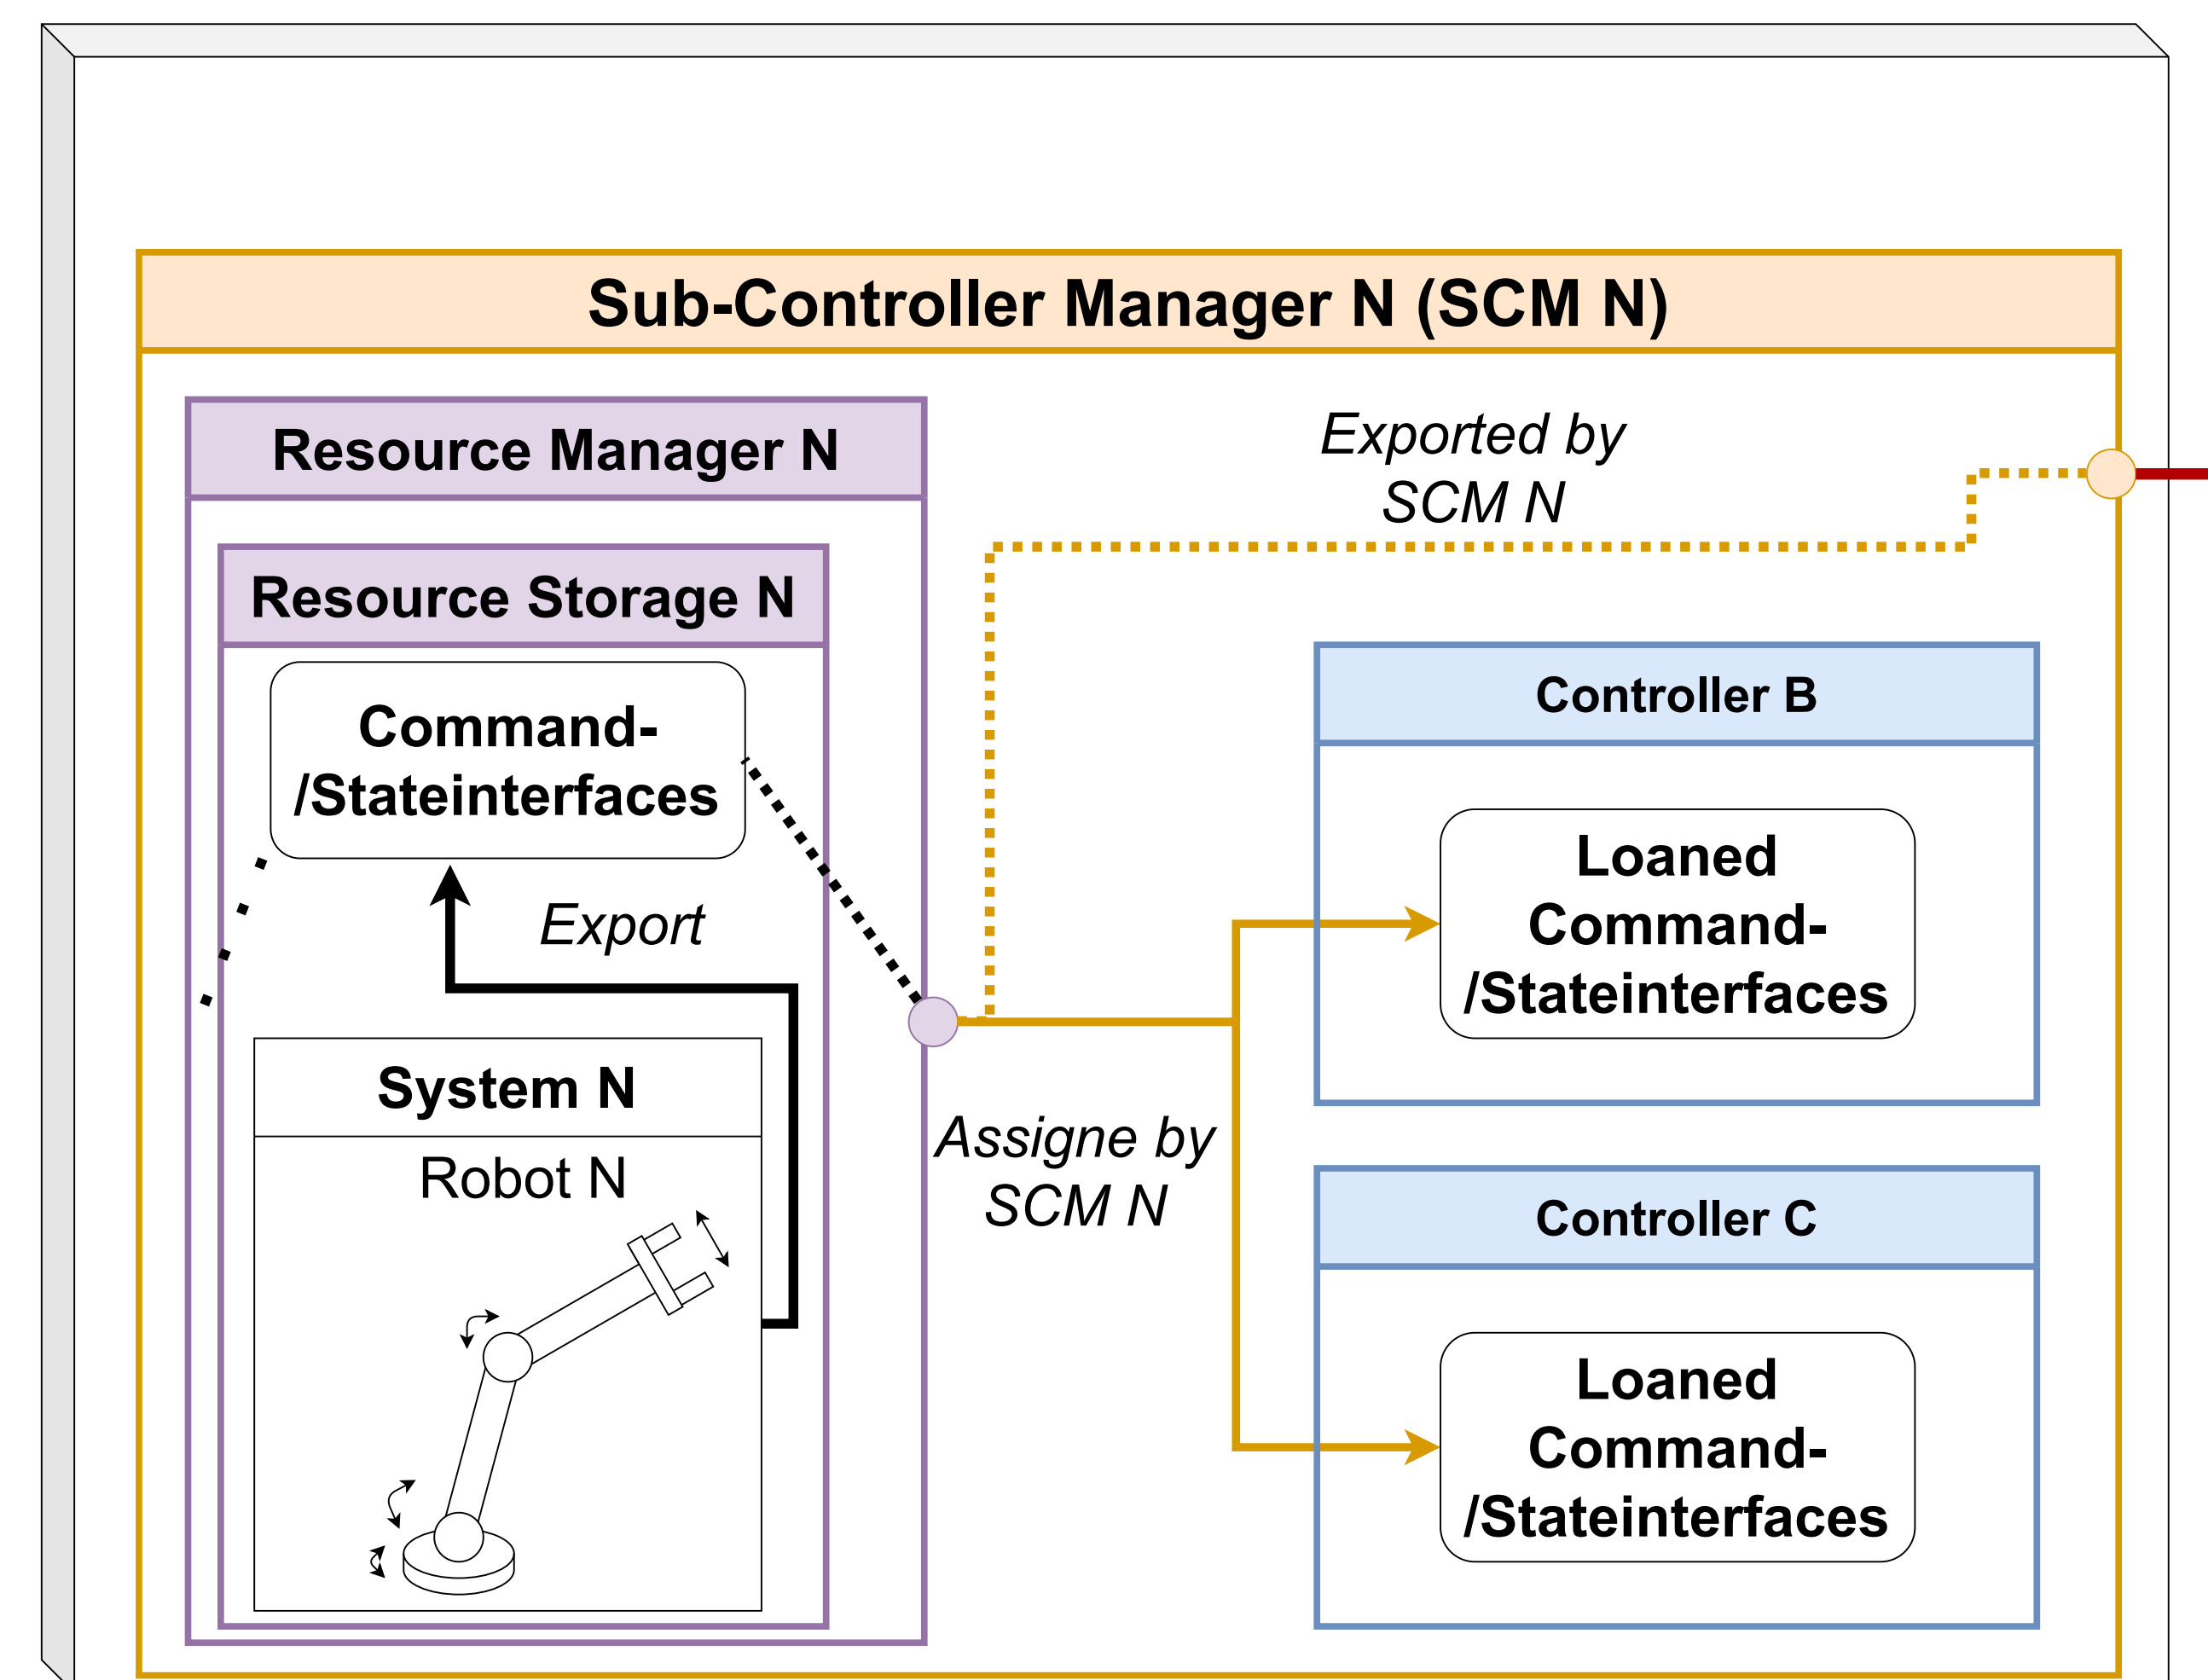 Sub-Controller Manager N (SCM N)
Resource Manager N
Exported by
SCM N
Resource Storage N
Command-
/Stateinterfaces
Export
System N
Robot N
Assigne by
SCM N
Controller B
Loaned
Command-
/Stateinterfaces
Controller C
Loaned
Command-
/Stateinterfaces